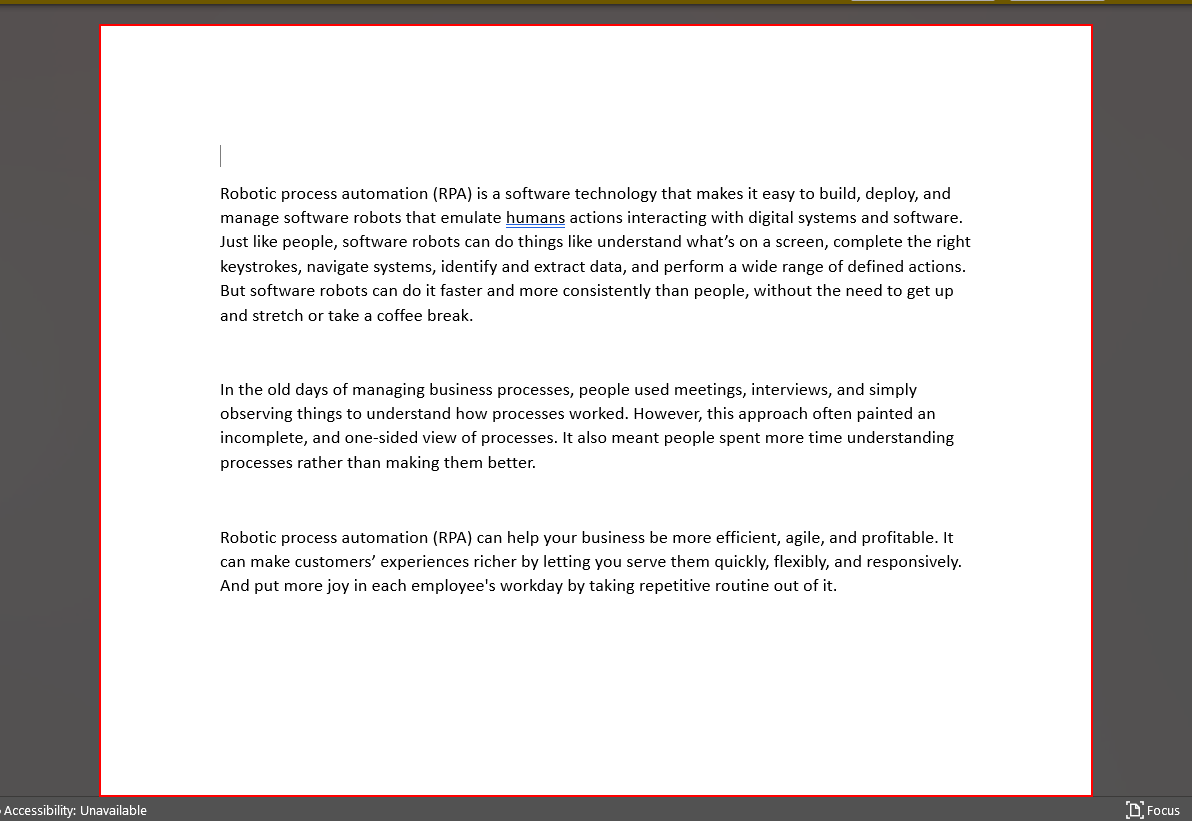 Robotic process automation (RPA) is a software technology that makes it easy to build, deploy, and
manage software robots that emulate humans actions interacting with digital systems and software.
Just like people, software robots can do things like understand what’s on a screen, complete the right
keystrokes, navigate systems, identify and extract data, and perform a wide range of defined actions.
But software robots can do it faster and more consistently than people, without the need to get up
and stretch or take a coffee break.
In the old days of managing business processes, people used meetings, interviews, and simply
observing things to understand how processes worked. However, this approach often painted an
incomplete, and one-sided view of processes. It also meant people spent more time understanding
processes rather than making them better.
Robotic process automation (RPA) can help your business be more efficient, agile, and profitable. It
can make customers’ experiences richer by letting you serve them quickly, flexibly, and responsively.
And put more joy in each employee's workday by taking repetitive routine out of it.
Accessibility: Unavailable
Focus